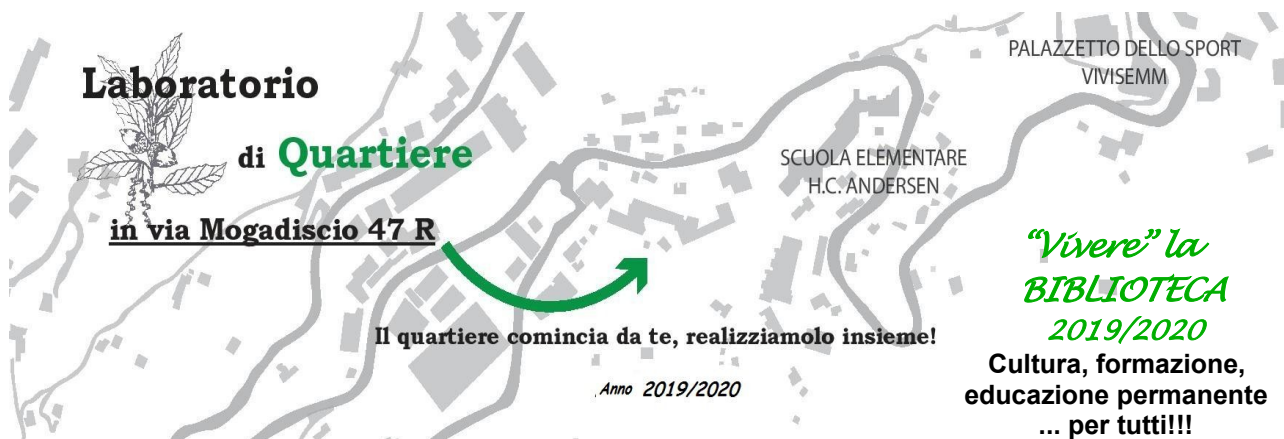 Laboratorio
di Quartiere
in via Mogadiscio 47 R
Il quartiere comincia da te, realizziamolo insieme!
Anno 2019/2020
PALAZZETTO DELLO SPORT
VIVISEMM
SCUOLA ELEMENTARE
H.C. ANDERSEN
“Vivere” la
BIBLIOTECA
2019/2020
Cultura, formazione,
educazione permanente
... per tutti!!!